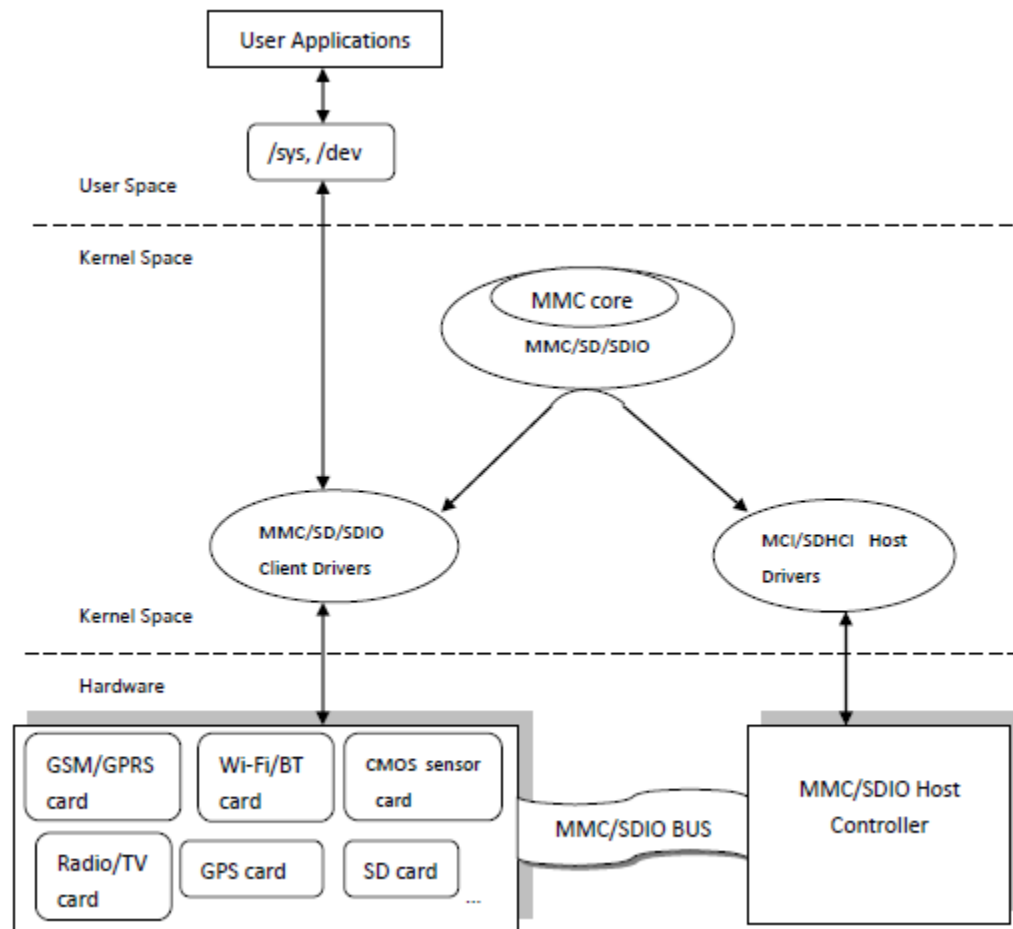 User Applications
/sys, /dev
User Space
Kernel Space
MMC core
MMC/SD/SDIO
MMC/SD/SDIO
Client Drivers
MCI/SDHCI Host
Drivers
Kernel Space
Hardware
GSM/GPRS
card
Wi-Fi/BT
card
CMOS sensor
card
Radio/TV
card
GPS card
SD card
...
MMC/SDIO BUS
MMC/SDIO Host
Controller